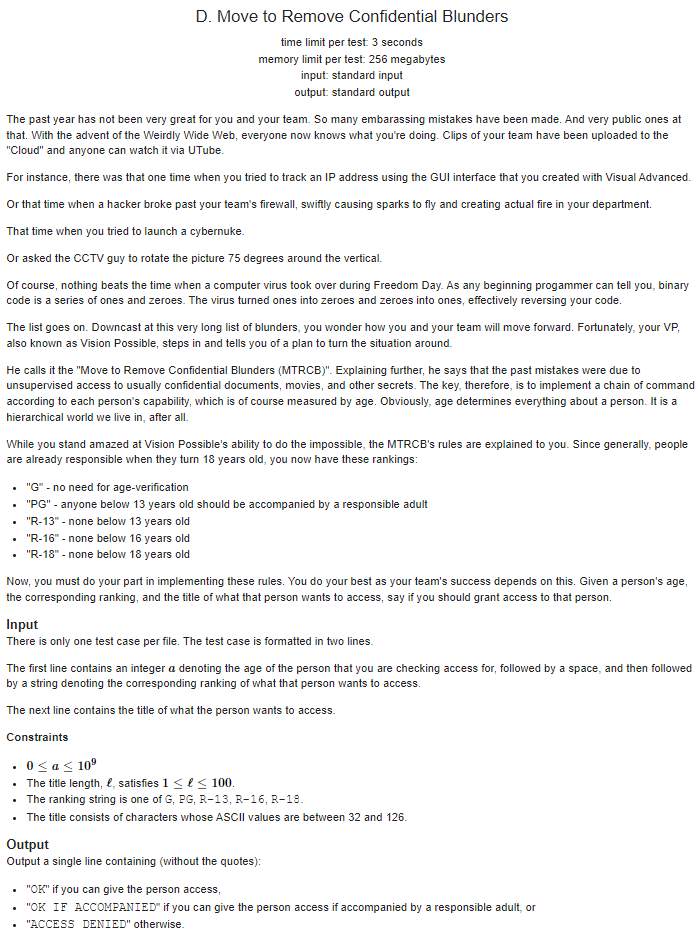 D. Move to Remove Confidential Blunders
time limit per test: 3 seconds
memory limit per test: 256 megabytes
input: standard input
output: standard output
The past year has not been very great for you and your team. So many embarassing mistakes have been made. And very public ones at
that. With the advent of the Weirdly Wide Web, everyone now knows what you're doing. Clips of your team have been uploaded to the
"Cloud" and anyone can watch it via UTube.
For instance, there was that one time when you tried to track an IP address using the GUI interface that you created with Visual Advanced.
Or that time when a hacker broke past your team's firewall, swiftly causing sparks to fly and creating actual fire in your department.
That time when you tried to launch a cybernuke.
Or asked the CCTV guy to rotate the picture 75 degrees around the vertical.
Of course, nothing beats the time when a computer virus took over during Freedom Day. As any beginning progammer can tell you, binary
code is a series of ones and zeroes. The virus turned ones into zeroes and zeroes into ones, effectively reversing your code.
The list goes on. Downcast at this very long list of blunders, you wonder how you and your team will move forward. Fortunately, your VP,
also known as Vision Possible, steps in and tells you of a plan to turn the situation around.
He calls it the "Move to Remove Confidential Blunders (MTRCB)". Explaining further, he says that the past mistakes were due to
unsupervised access to usually confidential documents, movies, and other secrets. The key, therefore, is to implement a chain of command
according to each person's capability, which is of course measured by age. Obviously, age determines everything about a person. It is a
hierarchical world we live in, after all.
While you stand amazed at Vision Possible's ability to do the impossible, the MTRCB's rules are explained to you. Since generally, people
are already responsible when they turn 18 years old, you now have these rankings:
• "G" - no need for age-verification
• "PG" - anyone below 13 years old should be accompanied by a responsible adult
• "R-13" - none below 13 years old
• "R-16" - none below 16 years old
• "R-18" - none below 18 years old
Now, you must do your part in implementing these rules. You do your best as your team's success depends on this. Given a person's age,
the corresponding ranking, and the title of what that person wants to access, say if you should grant access to that person.
Input
There is only one test case per file. The test case is formatted in two lines.
The first line contains an integer a denoting the age of the person that you are checking access for, followed by a space, and then followed
by a string denoting the corresponding ranking of what that person wants to access.
The next line contains the title of what the person wants to access.
Constraints
• 0 ≤ a ≤ 10⁹
• The title length, ℓ, satisfies 1 ≤ ℓ ≤ 100.
• The ranking string is one of G, PG, R-13, R-16, R-18.
• The title consists of characters whose ASCII values are between 32 and 126.
Output
Output a single line containing (without the quotes):
• "OK" if you can give the person access,
• "OK IF ACCOMPANIED" if you can give the person access if accompanied by a responsible adult, or
• "ACCESS DENIED" otherwise.